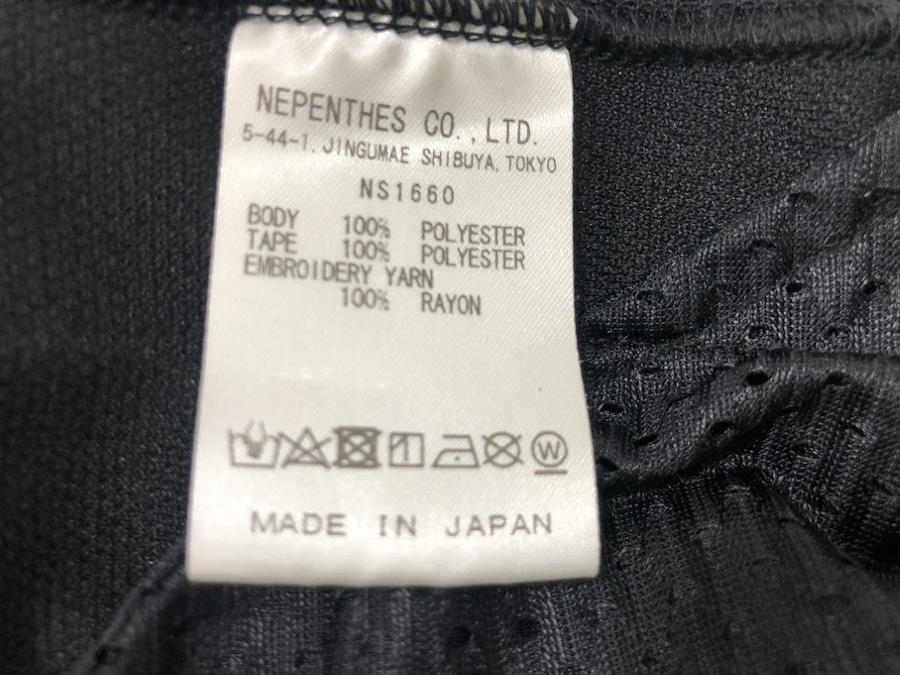 NEPENTHES CO.,LTD.
5-44-1. JINGUMAE SHIBUYA, TOKYO
NS1660
BODY 100% POLYESTER
TAPE 100% POLYESTER
EMBROIDERY YARN
100% RAYON
W
MADE IN JAPAN